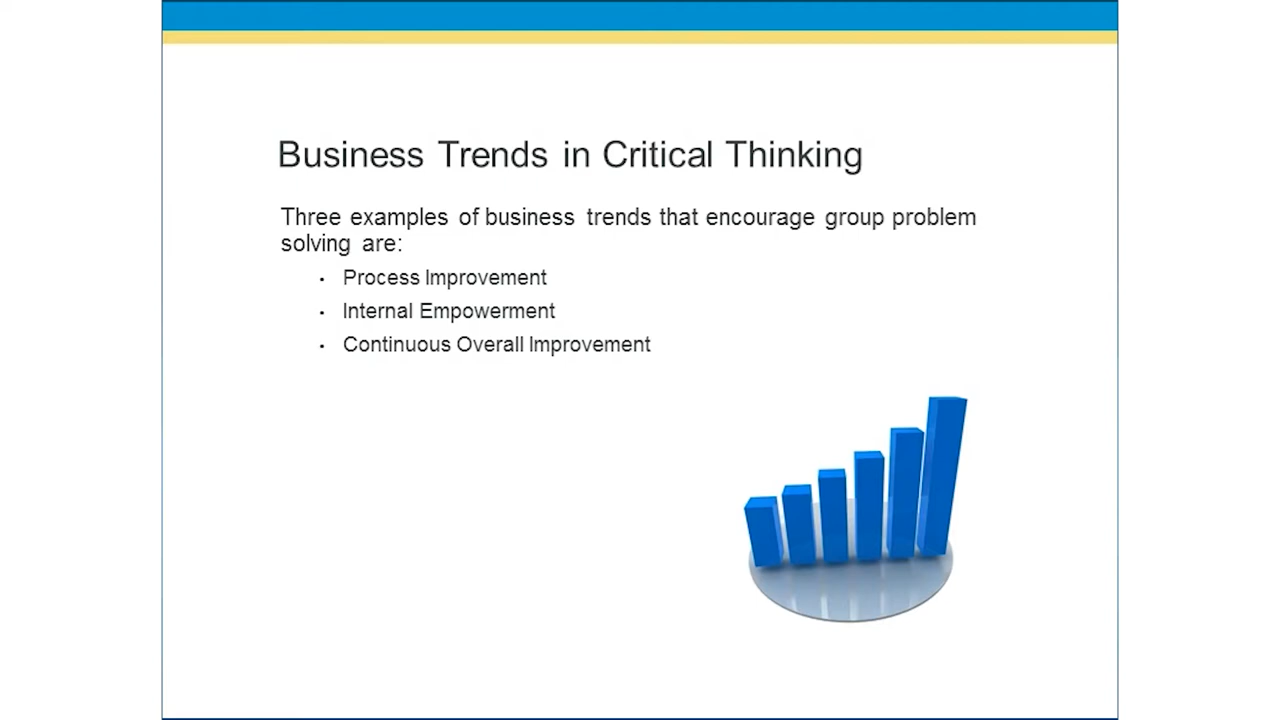 Business Trends in Critical Thinking
Three examples of business trends that encourage group problem
solving are:
• Process Improvement
• Internal Empowerment
• Continuous Overall Improvement